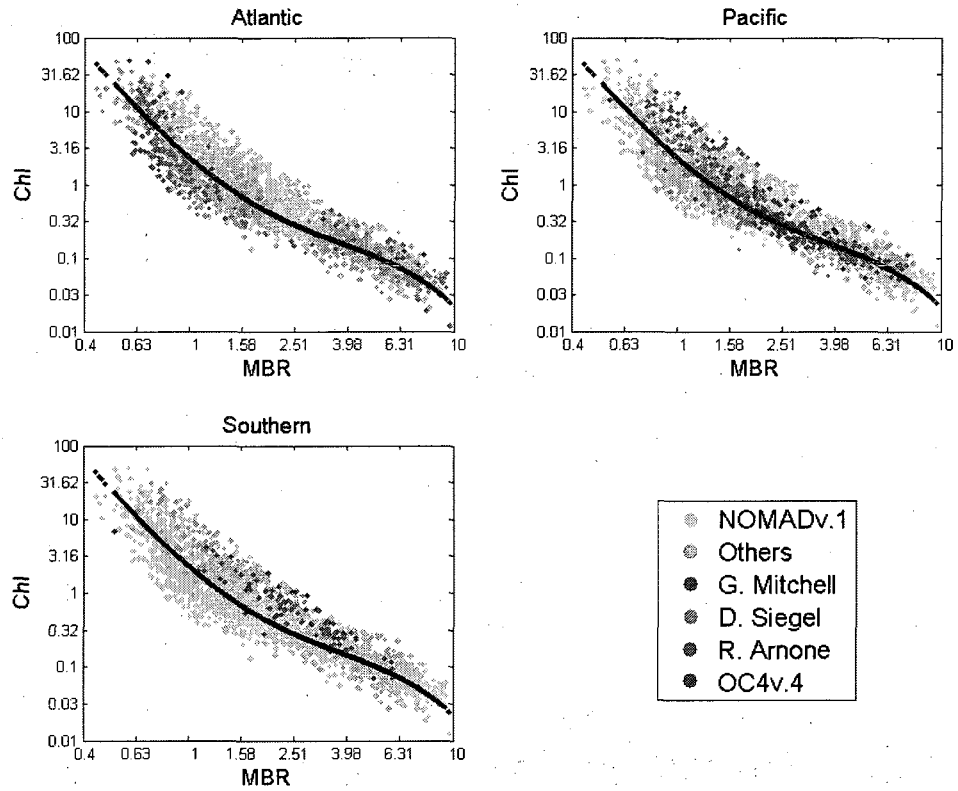 Atlantic
100
31.62
10
3.16
1
0.32
0.1
0.03
0.01
Chl
0.4 0.63 1 1.58 2.51 3.98 6.31 10
MBR
Pacific
100
31.62
10
3.16
1
0.32
0.1
0.03
0.01
Chl
0.4 0.63 1 1.58 2.51 3.98 6.31 10
MBR
Southern
100
31.62
10
3.16
1
0.32
0.1
0.03
0.01
Chl
0.4 0.63 1 1.58 2.51 3.98 6.31 10
MBR
NOMADv.1
Others
G. Mitchell
D. Siegel
R. Arnone
OC4v.4